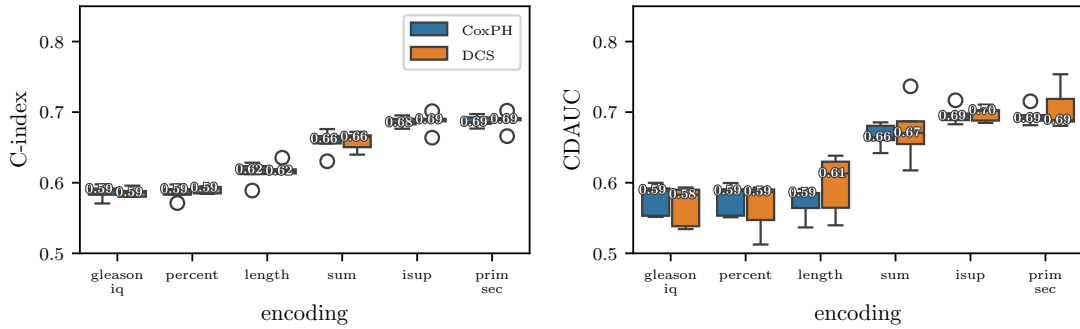 C-index
0.8
0.7
0.6
0.5
CoxPH
DCS
0.59
0.59
0.59
0.59
0.62
0.62
0.66
0.66
0.68
0.69
0.69
0.69
gleason
iq
percent
length
sum
isup
prim
sec
encoding
CDAUC
0.8
0.7
0.6
0.5
0.59
0.58
0.59
0.59
0.59
0.61
0.66
0.67
0.69
0.70
0.69
0.69
gleason
iq
percent
length
sum
isup
prim
sec
encoding